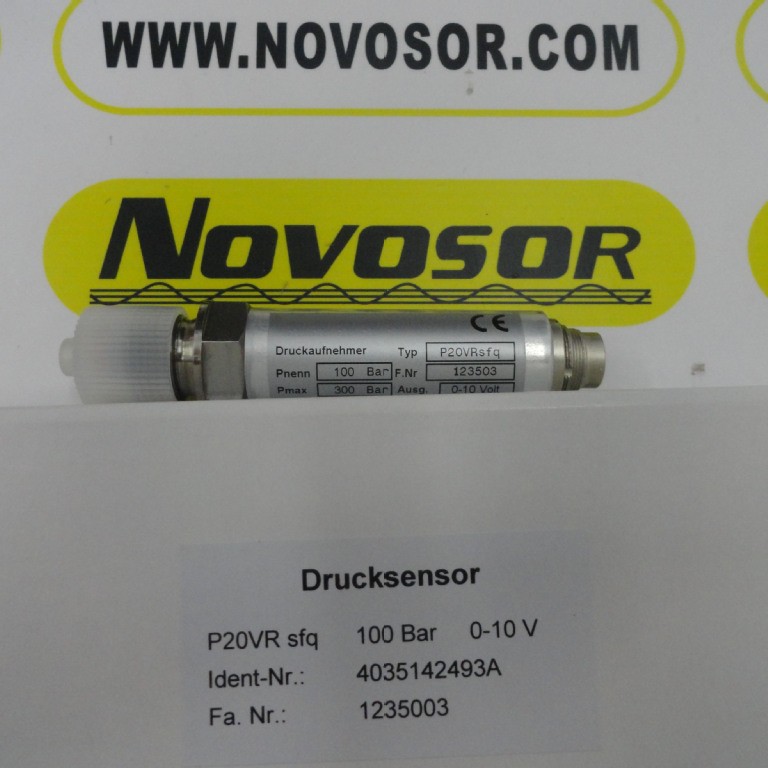 WWW.NOVOSOR.COM
NOVOSOR
CE
Druckaufnehmer Typ P20VRsfq
Pnenn 100 Bar F.Nr 123503
Pmax 300 Bar Ausg. 0-10 Volt
Drucksensor
P20VR sfq 100 Bar 0-10 V
Ident-Nr.: 4035142493A
Fa. Nr.: 1235003